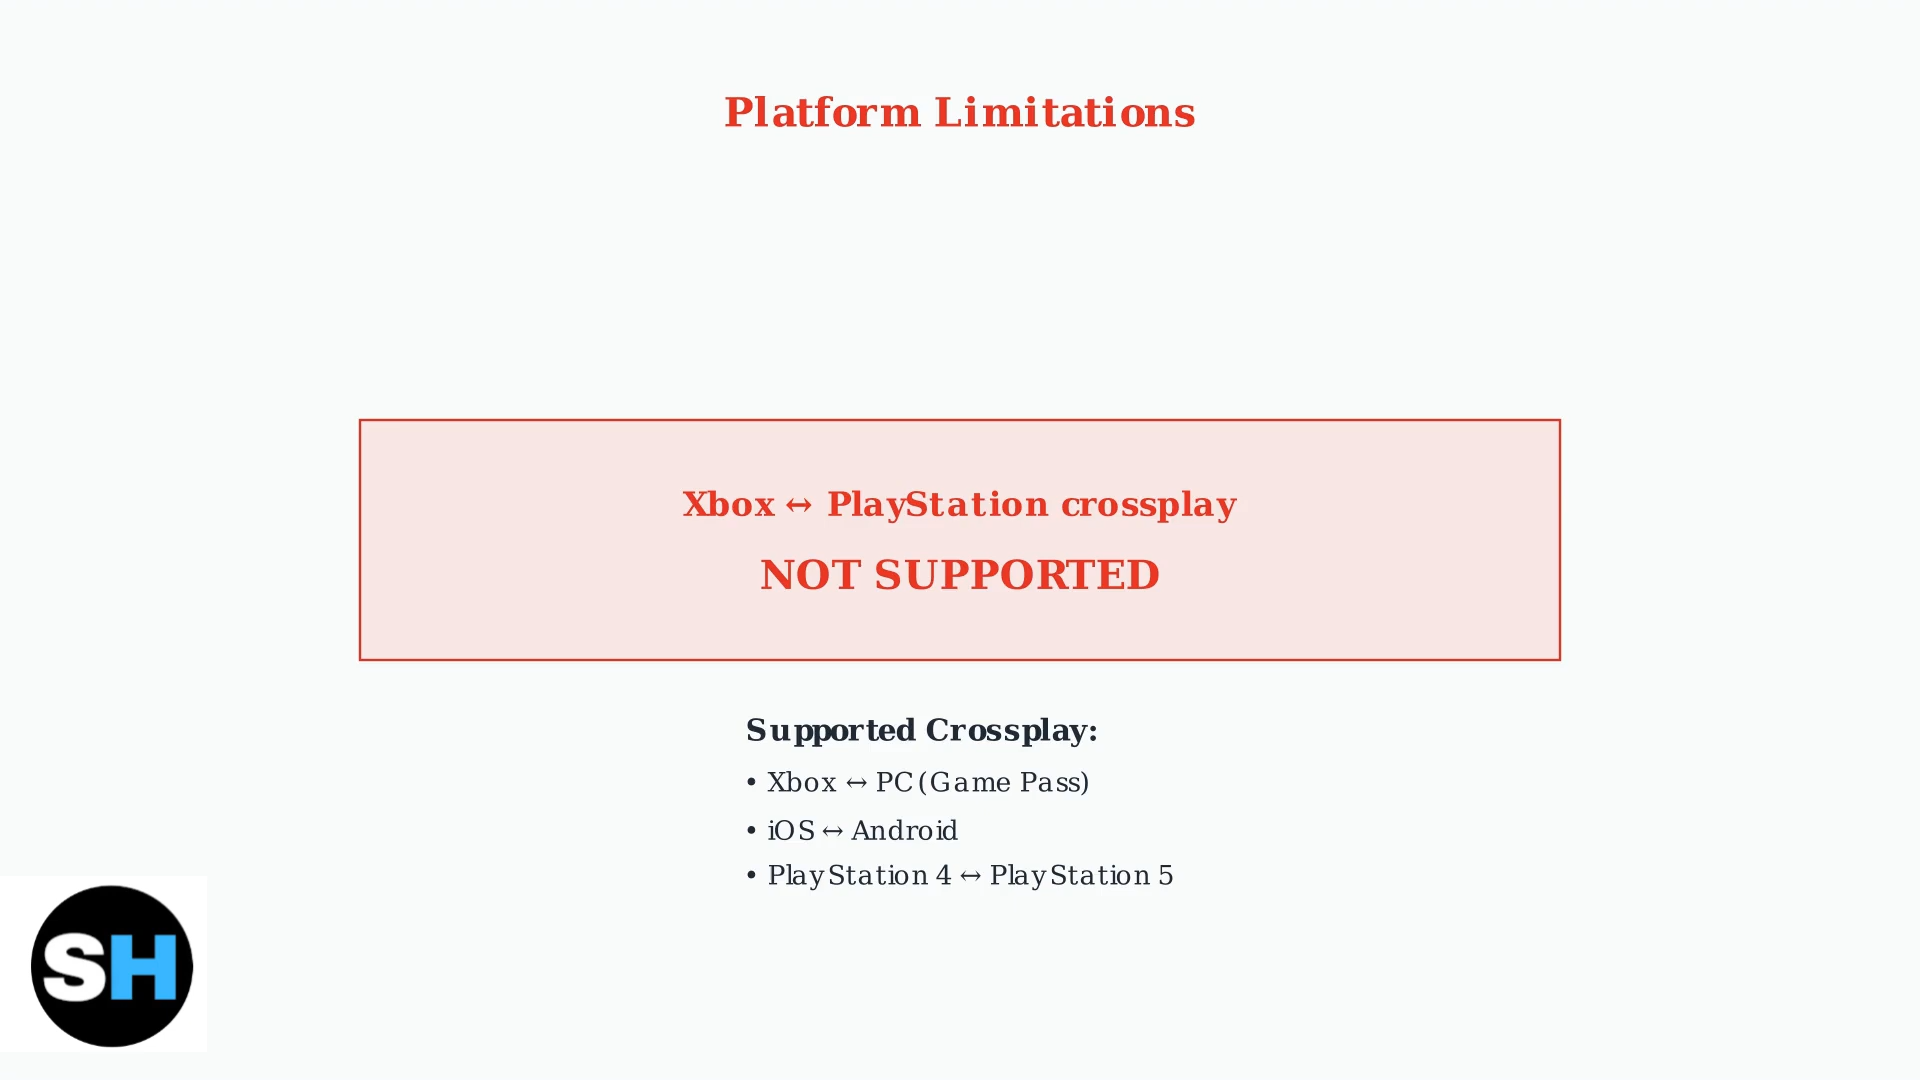 Platform Limitations
Xbox ↔ PlayStation crossplay
NOT SUPPORTED
Supported Crossplay:
• Xbox ↔ PC (Game Pass)
• iOS ↔ Android
• PlayStation 4 ↔ PlayStation 5
SH